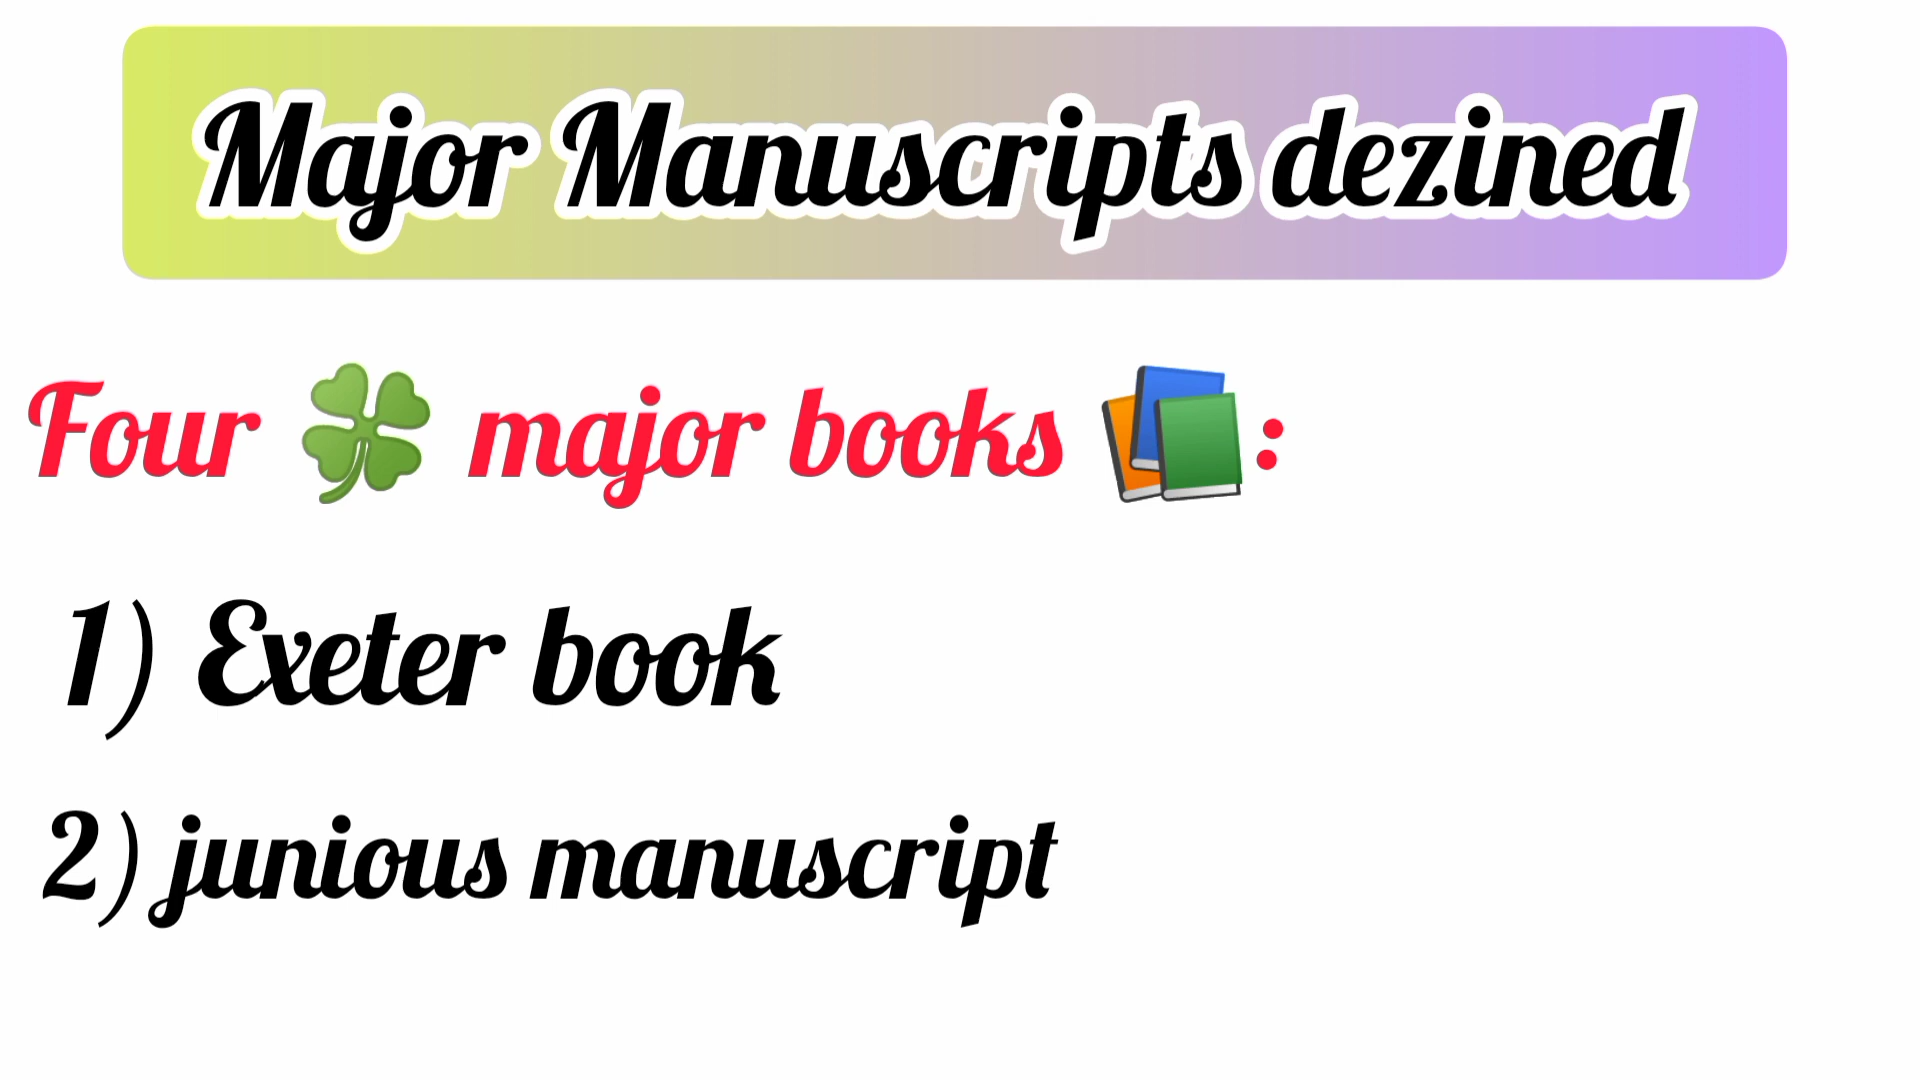 Major Manuscripts dezined
Four 🍀 major books 📚:
1) Exeter book
2) junious manuscript